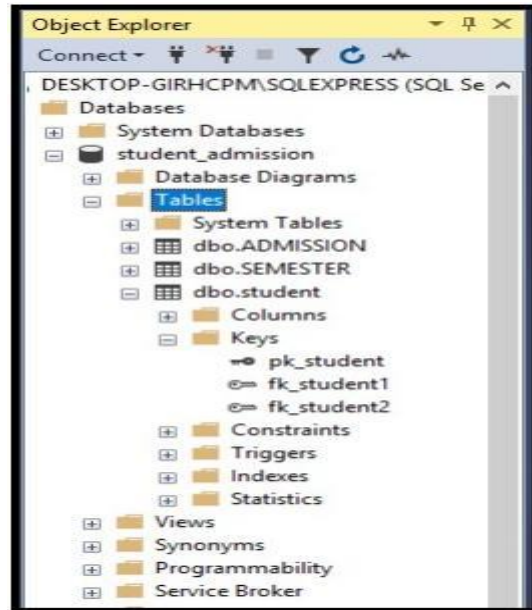 Object Explorer
Connect
DESKTOP-GIRHCPM\SQLEXPRESS (SQL Se
Databases
System Databases
student_admission
Database Diagrams
Tables
System Tables
dbo.ADMISSION
dbo.SEMESTER
dbo.student
Columns
Keys
pk_student
fk_student1
fk_student2
Constraints
Triggers
Indexes
Statistics
Views
Synonyms
Programmability
Service Broker